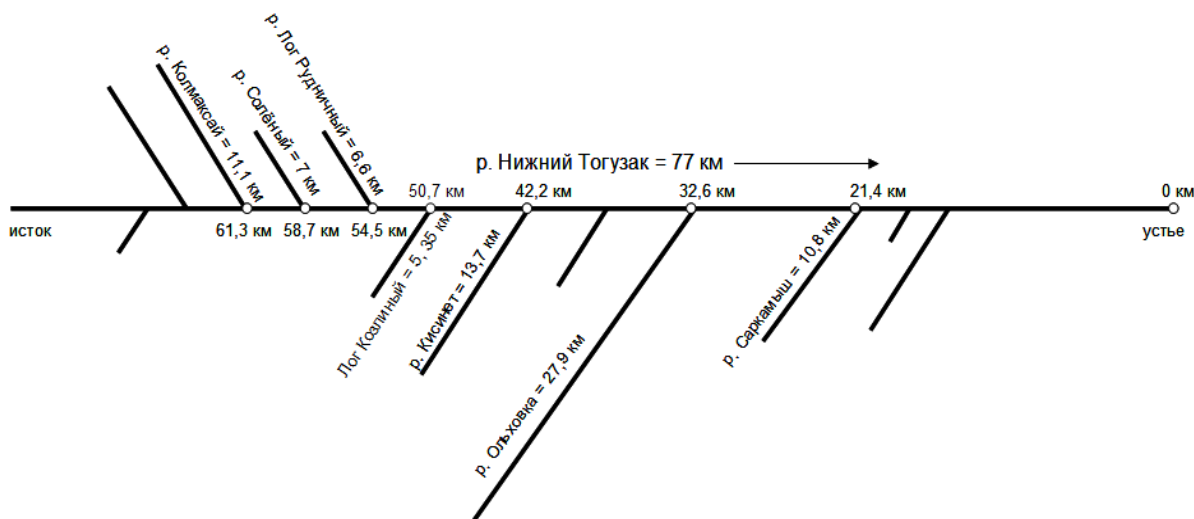 р. Лог Рудничный = 6,6 км
р. Колмаксай = 11,1 км
р. Солёный = 7 км
р. Нижний Тогузак = 77 км
50,7 км
42,2 км
32,6 км
21,4 км
0 км
исток
61,3 км
58,7 км
54,5 км
устье
Лог Козлиный = 5, 35 км
р. Кисинет = 13,7 км
р. Ольховка = 27,9 км
р. Саркамыш = 10,8 км